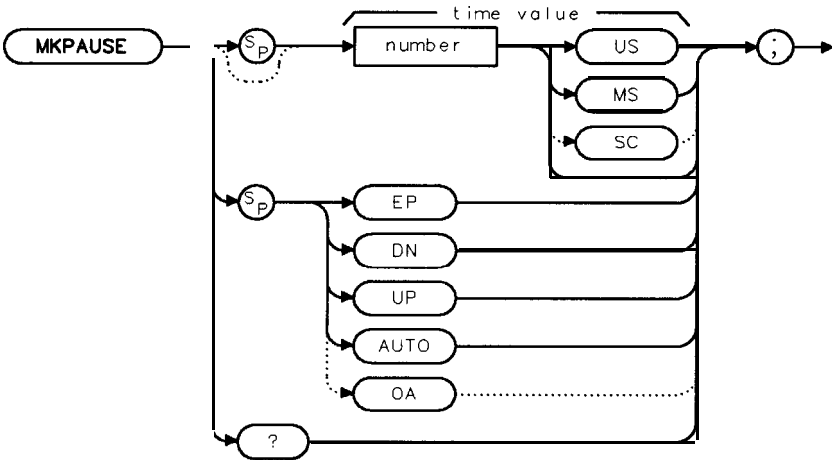 time value
MKPAUSE
SP
number
US
;
MS
SC
SP
EP
DN
UP
AUTO
OA
?